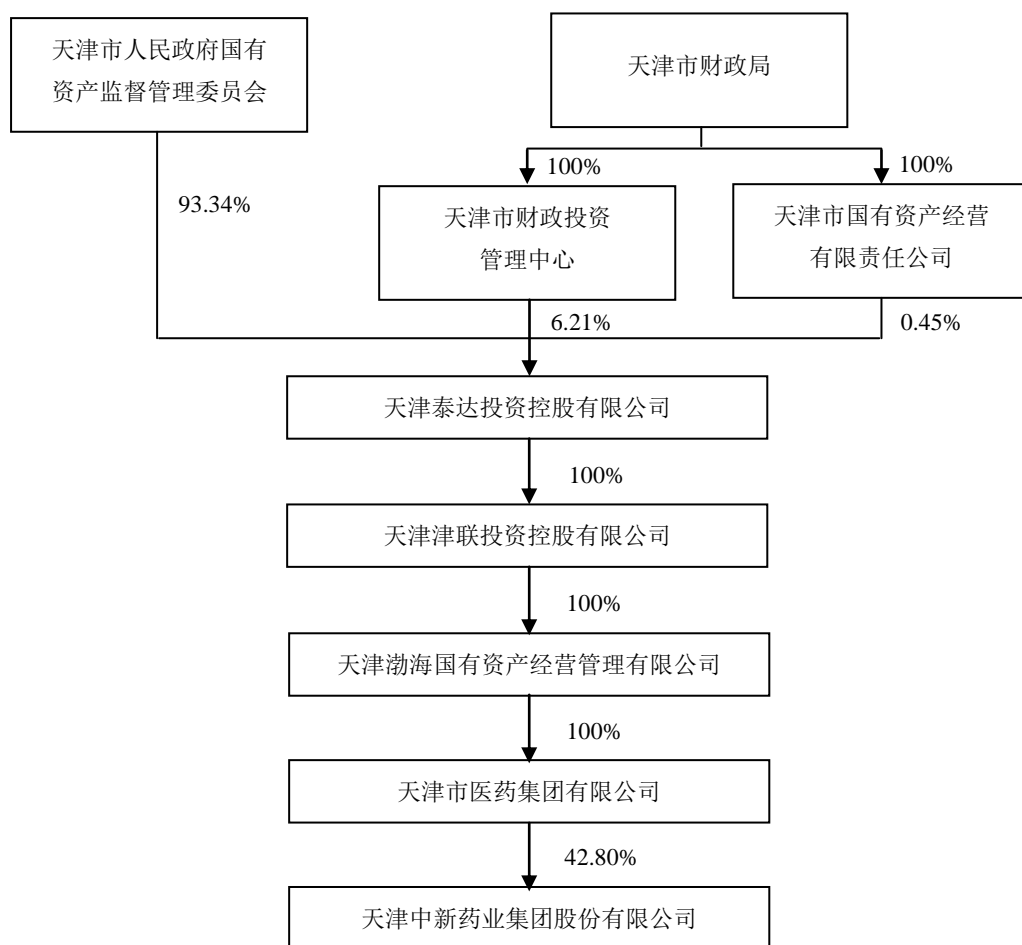 天津市人民政府国有
资产监督管理委员会
天津市财政局
100%
100%
93.34%
天津市财政投资
管理中心
天津市国有资产经营
有限责任公司
6.21%
0.45%
天津泰达投资控股有限公司
100%
天津津联投资控股有限公司
100%
天津渤海国有资产经营管理有限公司
100%
天津市医药集团有限公司
42.80%
天津中新药业集团股份有限公司